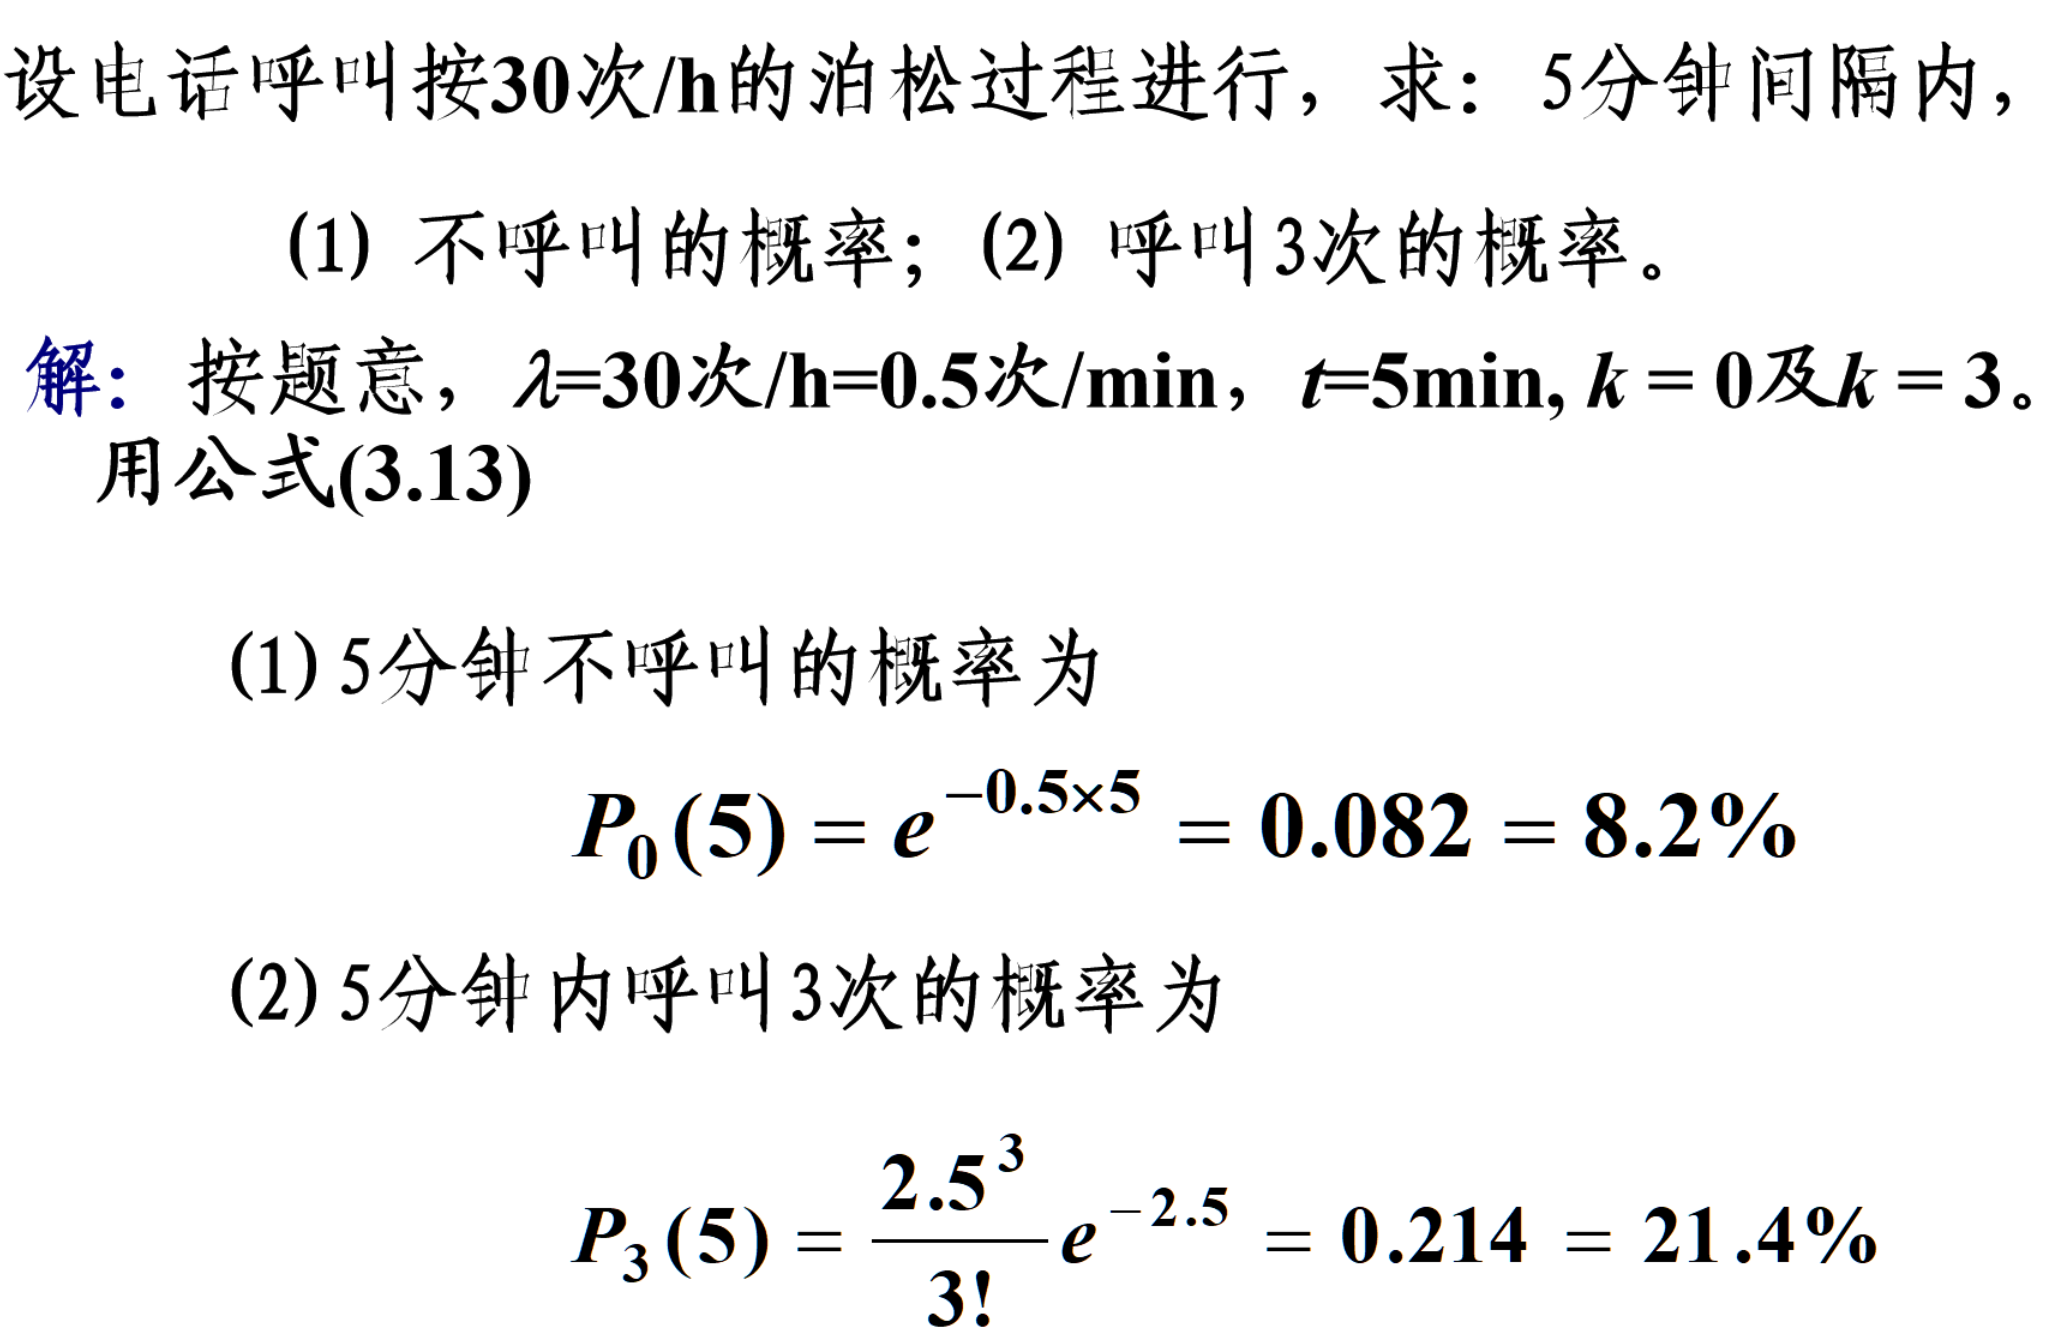 设电话呼叫按30次/h的泊松过程进行，求：5分钟间隔内，
(1) 不呼叫的概率；(2) 呼叫3次的概率。
解：按题意，λ=30次/h=0.5次/min，t=5min, k = 0及k = 3。
用公式(3.13)
(1) 5分钟不呼叫的概率为
P₀(5) = e^{-0.5×5} = 0.082 = 8.2%
(2) 5分钟内呼叫3次的概率为
P₃(5) = \frac{2.5^3}{3!} e^{-2.5} = 0.214 = 21.4%